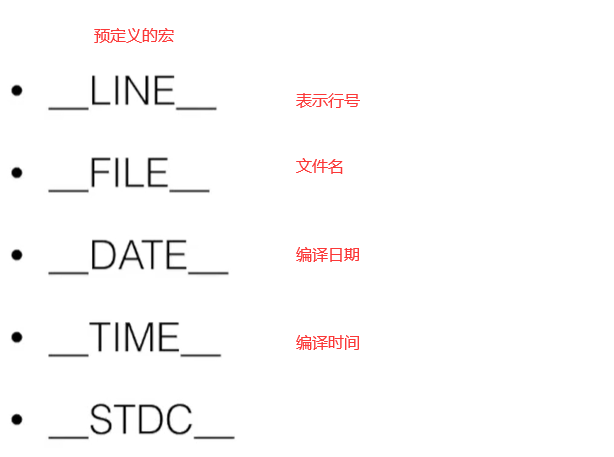 预定义的宏
• __LINE__ 表示行号
• __FILE__ 文件名
• __DATE__ 编译日期
• __TIME__ 编译时间
• __STDC__